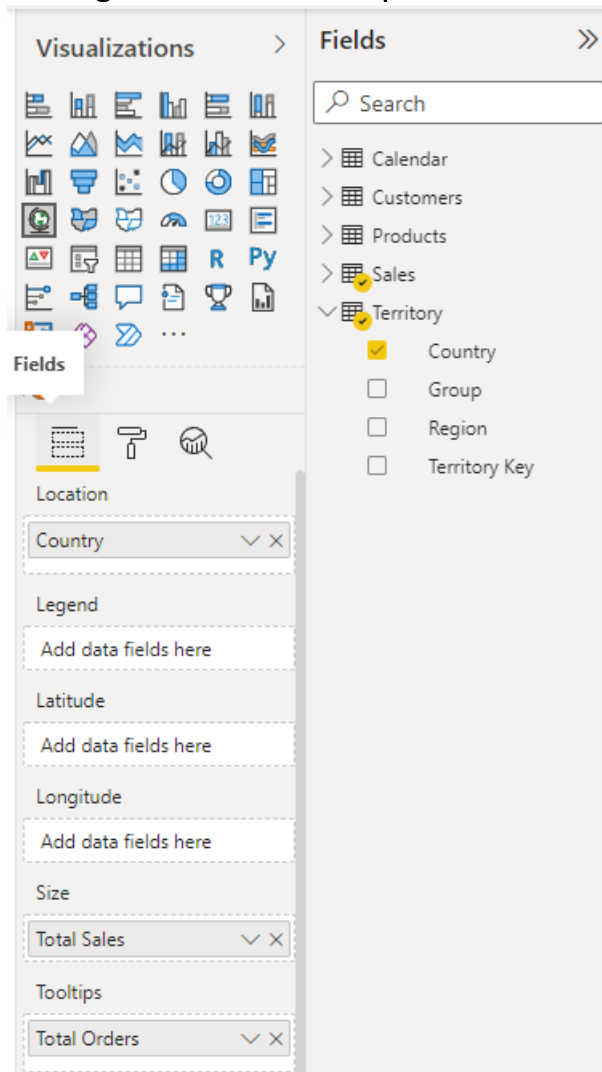 Visualizations
Fields
Search
Calendar
Customers
Products
Sales
Territory
Country
Group
Region
Territory Key
123
R
Py
Fields
Location
Country
Legend
Add data fields here
Latitude
Add data fields here
Longitude
Add data fields here
Size
Total Sales
Tooltips
Total Orders